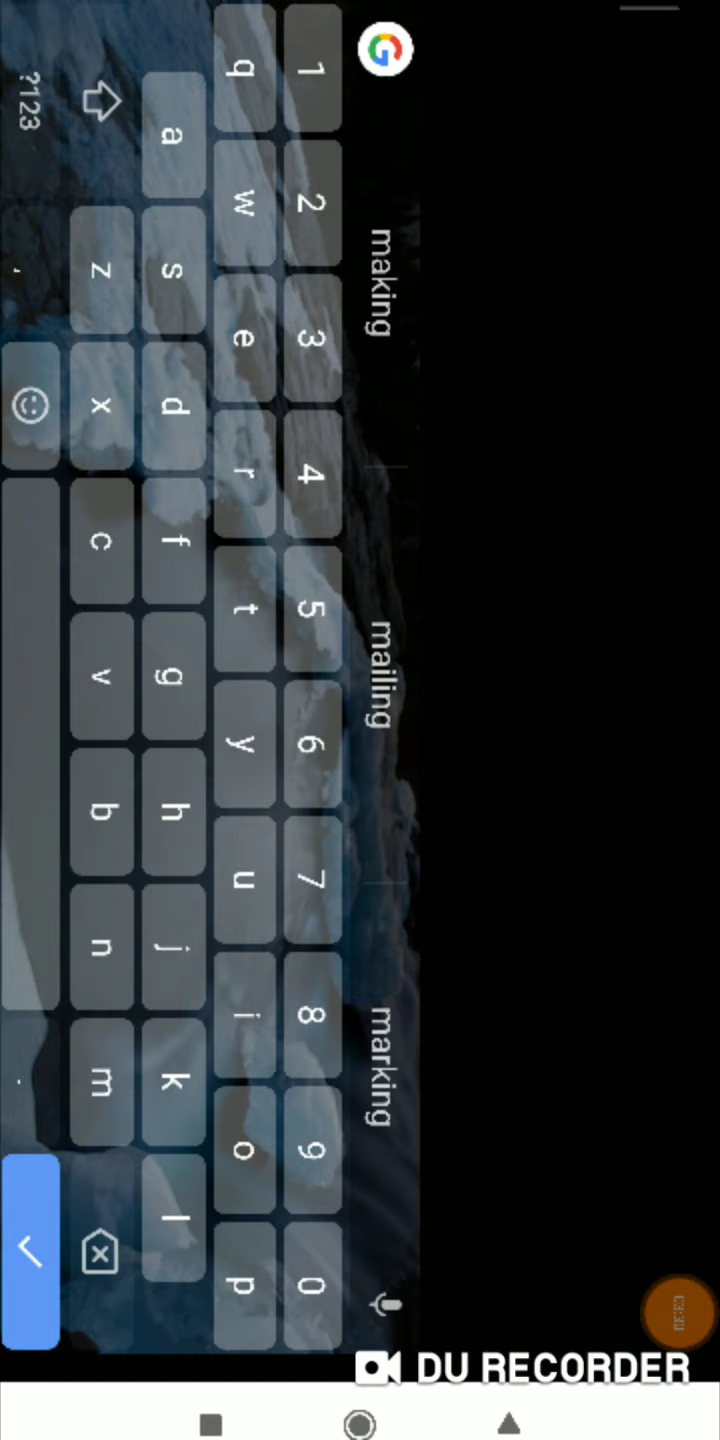 making mailing marking
1 2 3 4 5 6 7 8 9 0
q w e r t y u i o p
a s d f g h j k l
z x c v b n m
?123 , .
DU RECORDER